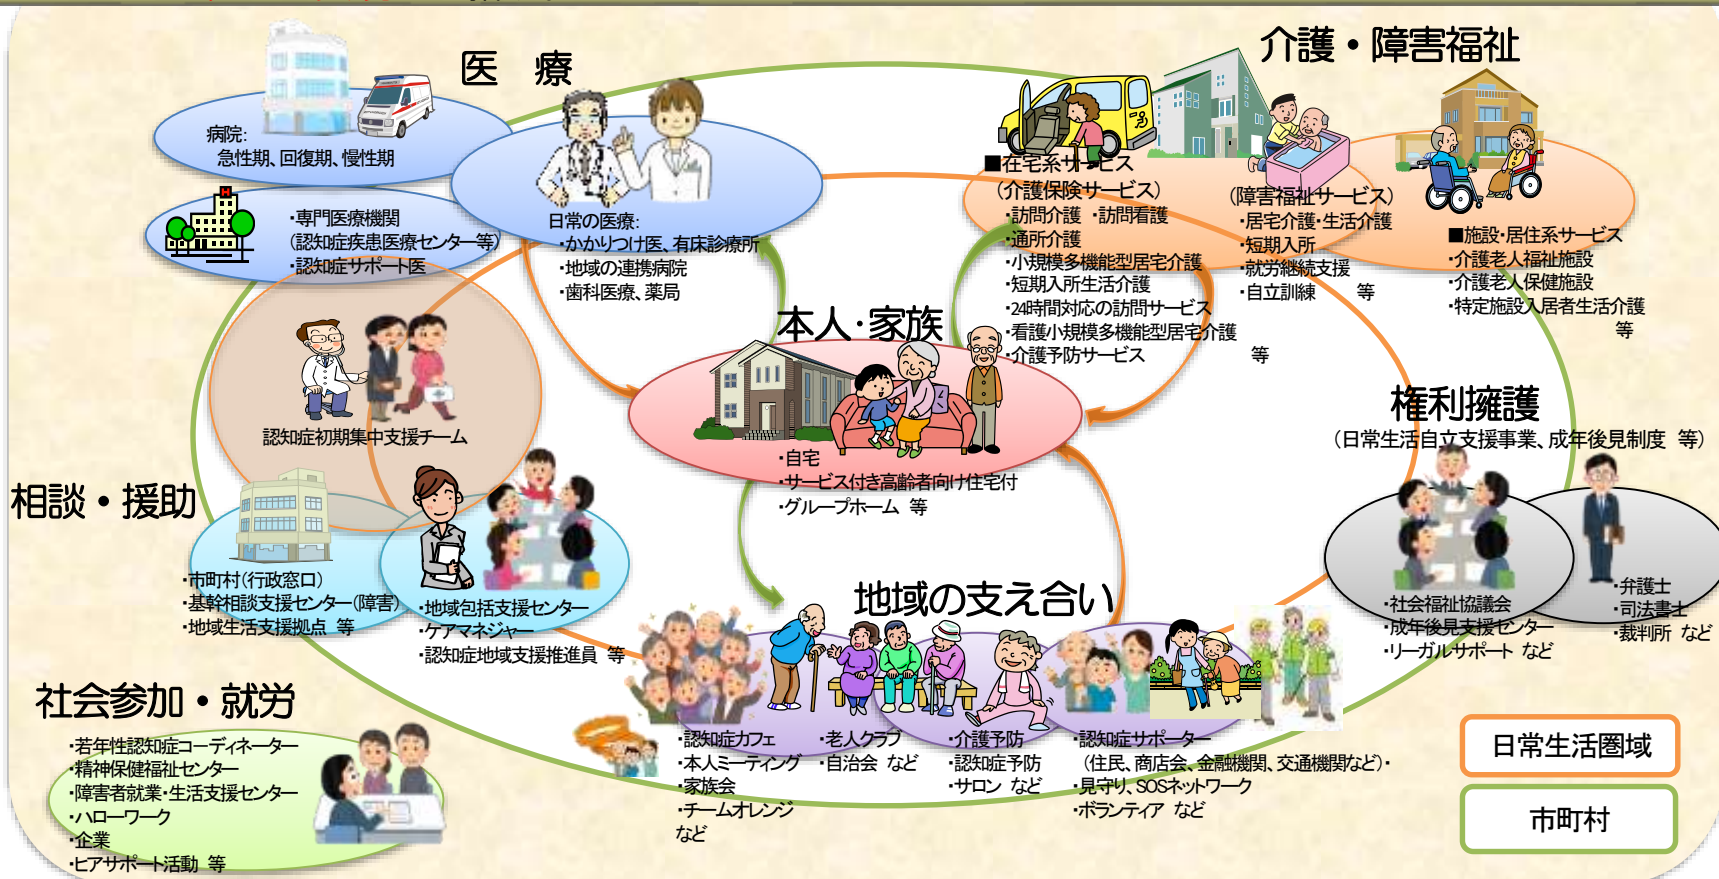 医　療
病院:
急性期、回復期、慢性期
・専門医療機関
(認知症疾患医療センター等)
・認知症サポート医
日常の医療:
・かかりつけ医、有床診療所
・地域の連携病院
・歯科医療、薬局
介護・障害福祉
■在宅系サービス
(介護保険サービス)
・訪問介護 ・訪問看護
・通所介護
・小規模多機能型居宅介護
・短期入所生活介護
・24時間対応の訪問サービス
・看護小規模多機能型居宅介護
・介護予防サービス　等
(障害福祉サービス)
・居宅介護・生活介護
・短期入所
・就労継続支援
・自立訓練　等
■施設・居住系サービス
・介護老人福祉施設
・介護老人保健施設
・特定施設入居者生活介護
等
本人・家族
・自宅
・サービス付き高齢者向け住宅付
・グループホーム 等
認知症初期集中支援チーム
相談・援助
・市町村(行政窓口)
・基幹相談支援センター(障害)
・地域生活支援拠点 等
・地域包括支援センター
・ケアマネジャー
・認知症地域支援推進員 等
権利擁護
(日常生活自立支援事業、成年後見制度 等)
・社会福祉協議会
・成年後見支援センター
・リーガルサポート など
・弁護士
・司法書士
・裁判所 など
地域の支え合い
・認知症カフェ
・本人ミーティング
・家族会
・チームオレンジ
など
・老人クラブ
・自治会 など
・介護予防
・認知症予防
・サロン など
・認知症サポーター
(住民、商店会、金融機関、交通機関など)・
・見守り、SOSネットワーク
・ボランティア など
社会参加・就労
・若年性認知症コーディネーター
・精神保健福祉センター
・障害者就業・生活支援センター
・ハローワーク
・企業
・ピアサポート活動 等
日常生活圏域
市町村